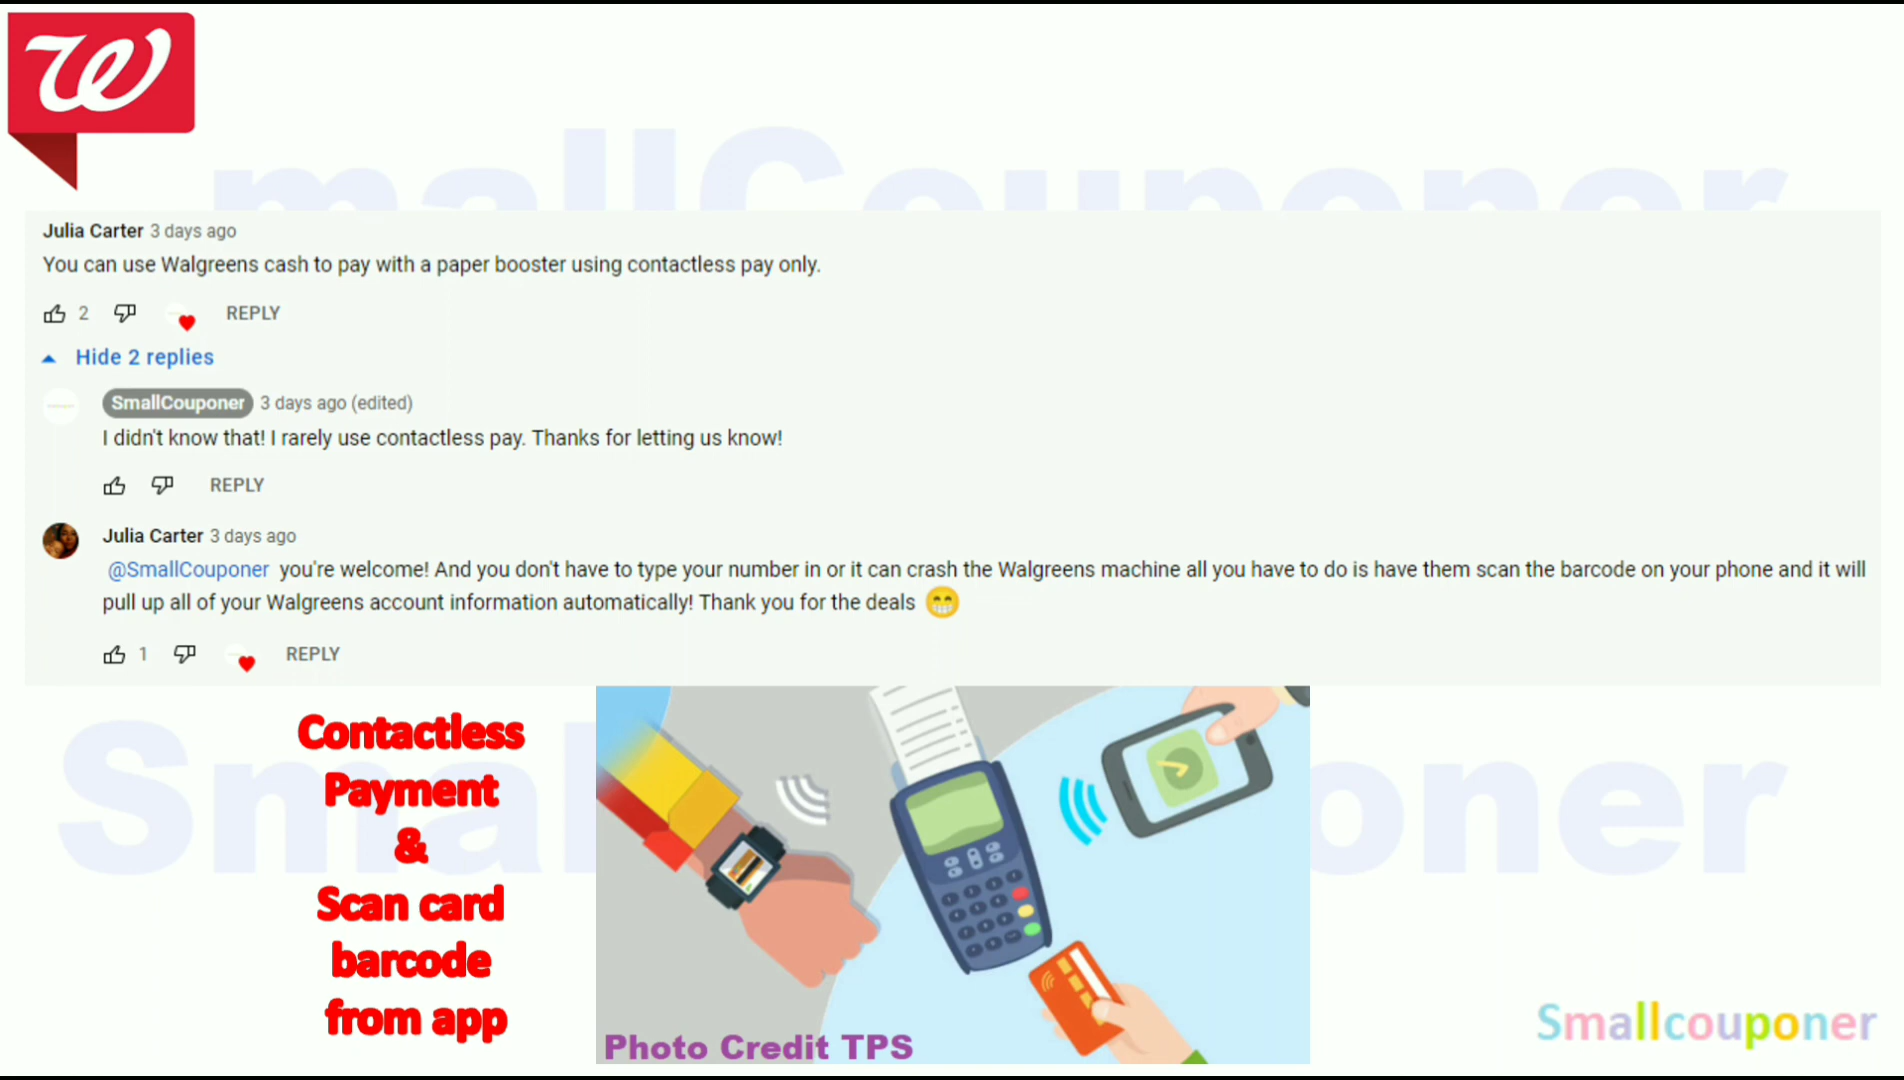 W
mallCouponer
Julia Carter 3 days ago
You can use Walgreens cash to pay with a paper booster using contactless pay only.
2 REPLY
Hide 2 replies
SmallCouponer 3 days ago (edited)
I didn't know that! I rarely use contactless pay. Thanks for letting us know!
REPLY
Julia Carter 3 days ago
@SmallCouponer you're welcome! And you don't have to type your number in or it can crash the Walgreens machine all you have to do is have them scan the barcode on your phone and it will
pull up all of your Walgreens account information automatically! Thank you for the deals 😁
1 REPLY
Contactless
Payment
&
Scan card
barcode
from app
Photo Credit TPS
Smallcouponer